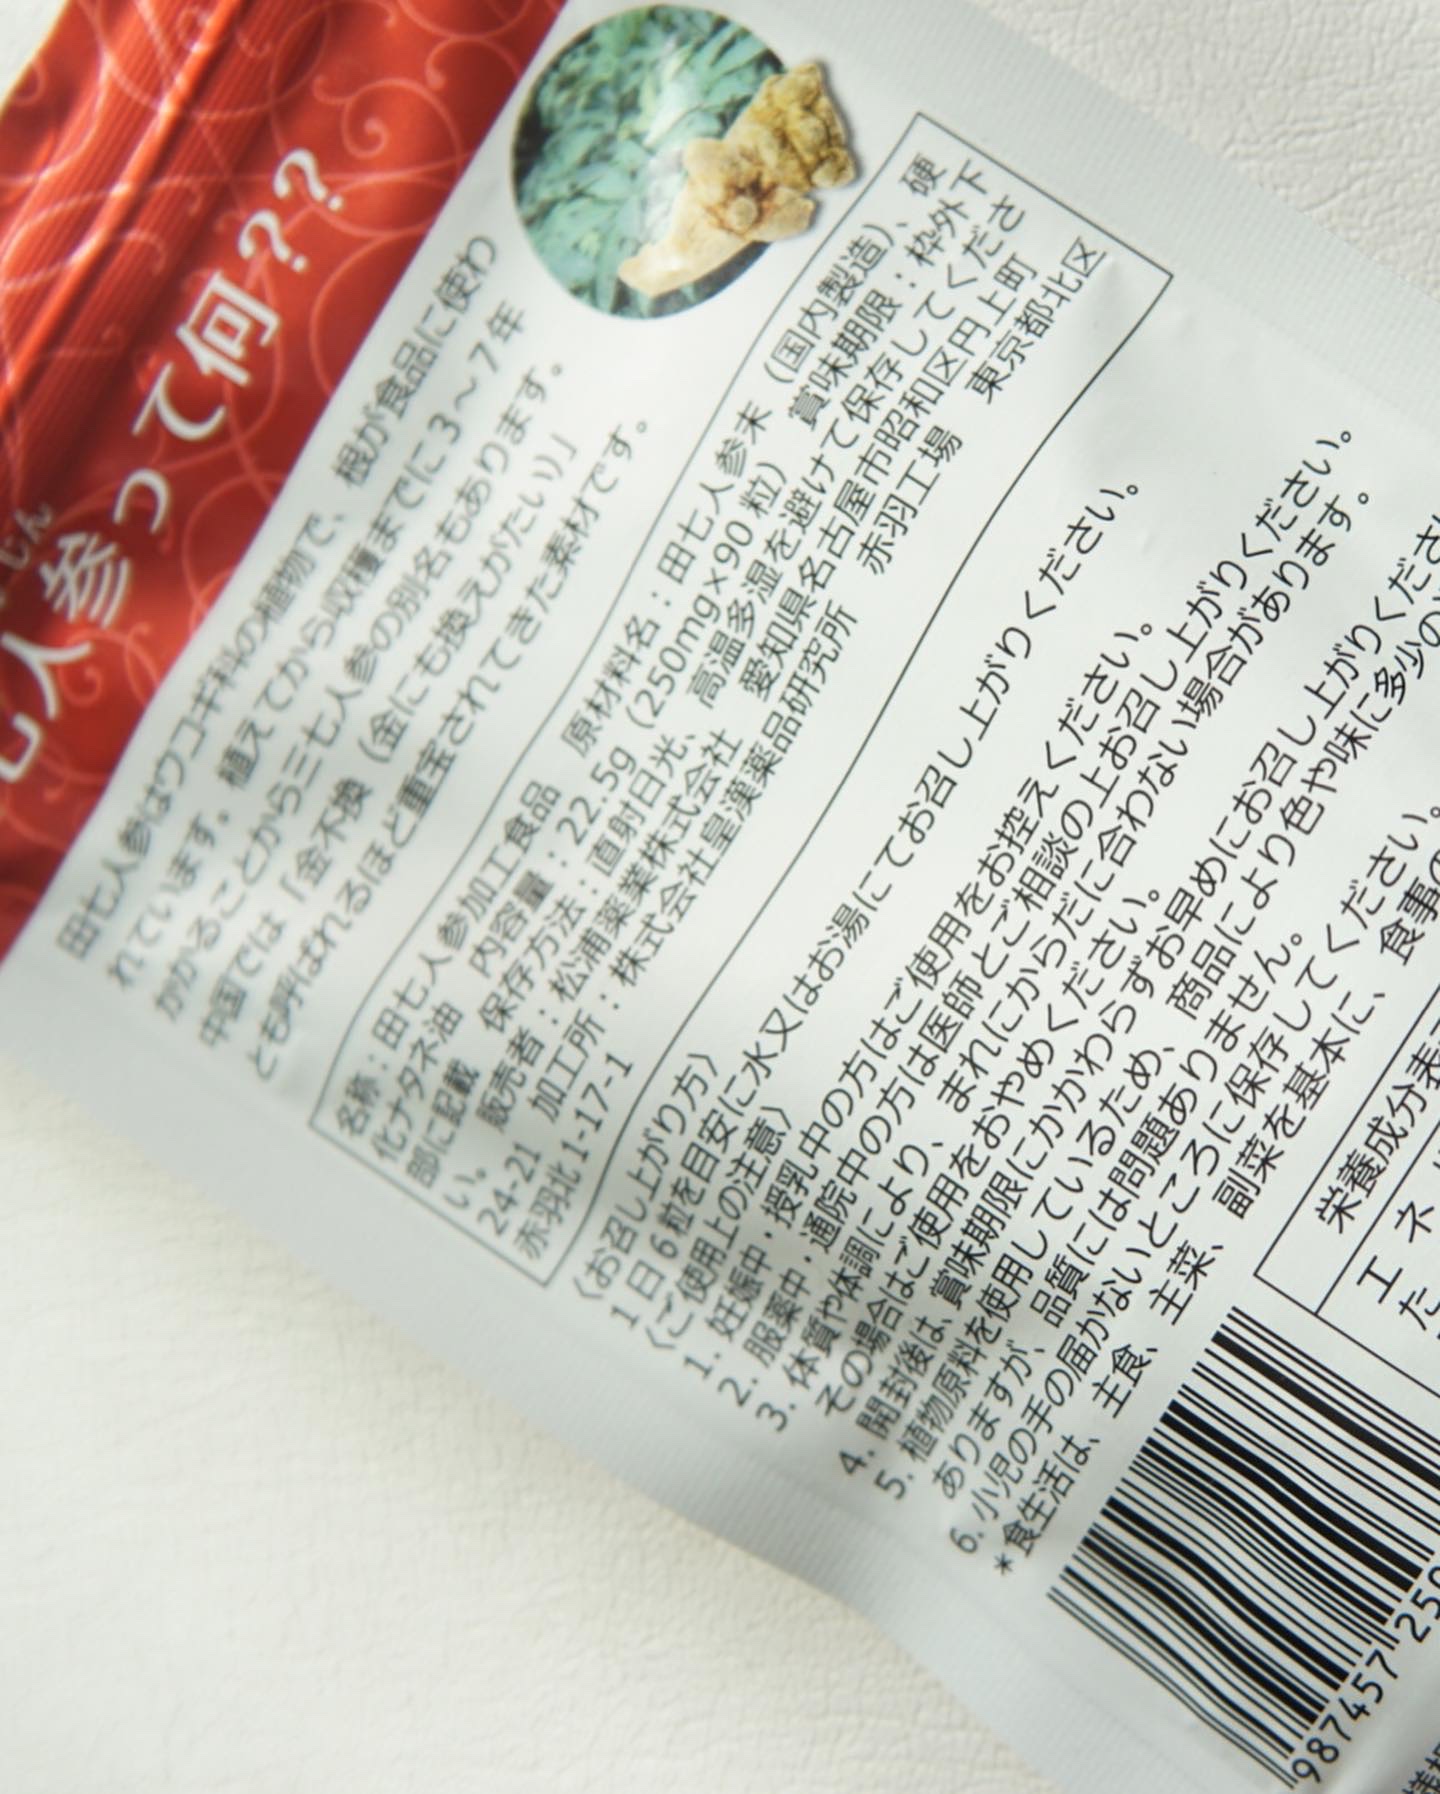 じん
七人参って何??
田七人参はウコギ科の植物で、根が食品に使わ
れています。植えてから収穫までに3～7年
かかることから三七人参の別名もあります。
中国では「金不換（金にも換えがたい）」
とも呼ばれるほど重宝されてきた素材です。
名称：田七人参加工食品 原材料名：田七人参末（国内製造）、硬
化ナタネ油 内容量：22.5g（250mg×90 粒） 賞味期限：枠外下
部に記載 保存方法：直射日光、高温多湿を避けて保存してくださ
い。 販売者：松浦薬業株式会社 愛知県名古屋市昭和区円上町
24-21 加工所：株式会社皇漢薬品研究所 赤羽工場 東京都北区
赤羽北 1-17-1
〈お召し上がり方〉
1日6粒を目安に水又はお湯にてお召し上がりください。
〈ご使用上の注意〉
1. 妊娠中・授乳中の方はご使用をお控えください。
2. 服薬中・通院中の方は医師とご相談の上お召し上がりください。
3. 体質や体調により、まれにからだに合わない場合があります。
その場合はご使用をおやめください。
4. 開封後は、賞味期限にかかわらずお早めにお召し上がりくださ
5. 植物原料を使用しているため、商品により色や味に多少の
ありますが、品質には問題ありません。
6. 小児の手の届かないところに保存してください。
*食生活は、主食、主菜、副菜を基本に、食事の
栄養成分表
エネ
た
987457 250